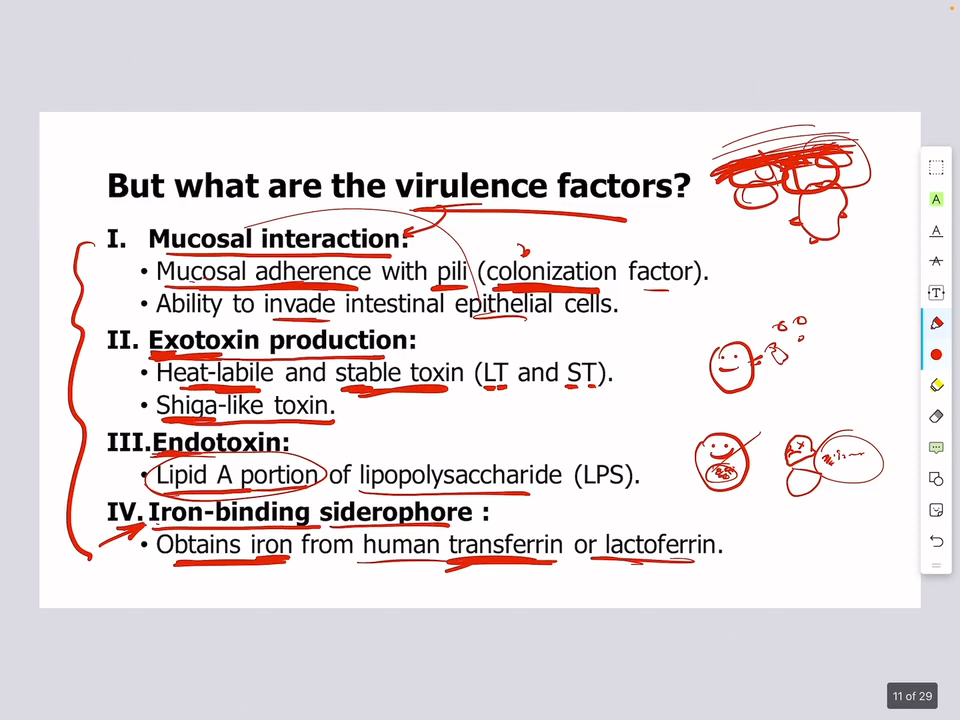 But what are the virulence factors?
I. Mucosal interaction:
• Mucosal adherence with pili (colonization factor).
• Ability to invade intestinal epithelial cells.
II. Exotoxin production:
• Heat-labile and stable toxin (LT and ST).
• Shiga-like toxin.
III.Endotoxin:
• Lipid A portion of lipopolysaccharide (LPS).
IV. Iron-binding siderophore :
• Obtains iron from human transferrin or lactoferrin.
A
A
A
T
11 of 29